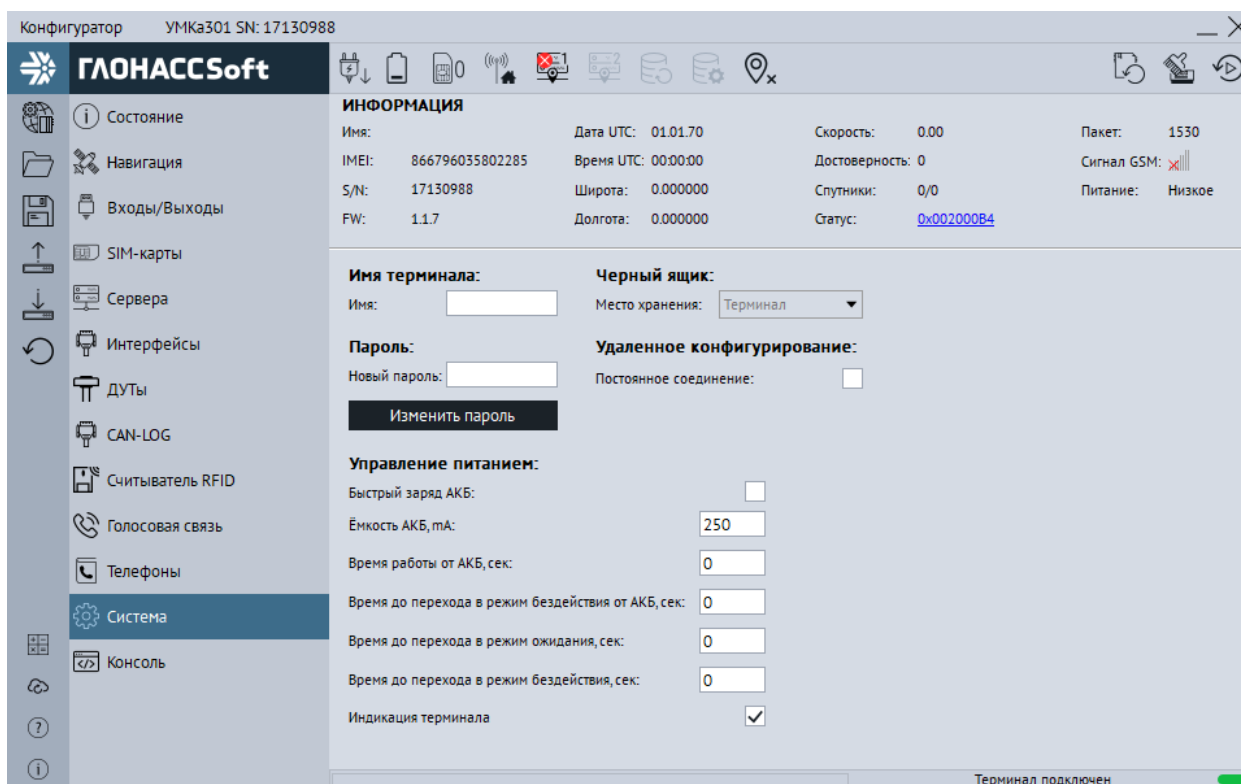 Конфигуратор УМКа301 SN: 17130988
ГЛОНАССSoft
0
1
2
ИНФОРМАЦИЯ
Имя: Дата UTC: 01.01.70 Скорость: 0.00 Пакет: 1530
IMEI: 866796035802285 Время UTC: 00:00:00 Достоверность: 0 Сигнал GSM:
S/N: 17130988 Широта: 0.000000 Спутники: 0/0 Питание: Низкое
FW: 1.1.7 Долгота: 0.000000 Статус: 0x002000B4
Состояние
Навигация
Входы/Выходы
SIM-карты
Сервера
Интерфейсы
ДУТы
CAN-LOG
Считыватель RFID
Голосовая связь
Телефоны
Система
Консоль
Имя терминала: Черный ящик:
Имя: Место хранения: Терминал
Пароль: Удаленное конфигурирование:
Новый пароль: Постоянное соединение:
Изменить пароль
Управление питанием:
Быстрый заряд АКБ:
Ёмкость АКБ, mA: 250
Время работы от АКБ, сек: 0
Время до перехода в режим бездействия от АКБ, сек: 0
Время до перехода в режим ожидания, сек: 0
Время до перехода в режим бездействия, сек: 0
Индикация терминала
Терминал подключен